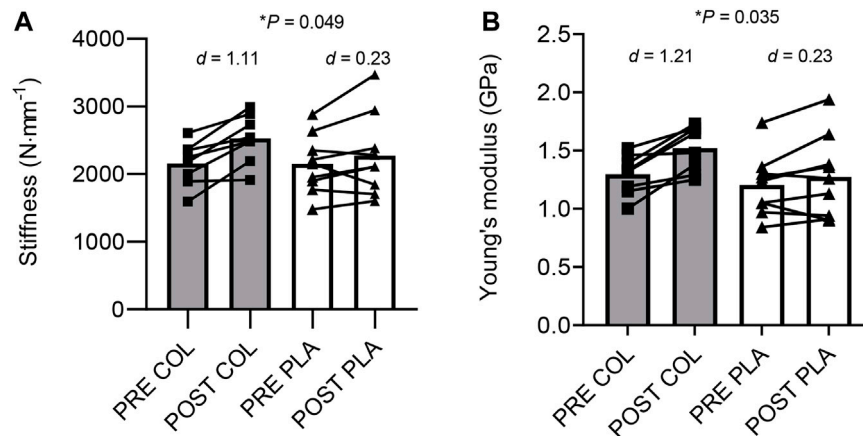 A
*P = 0.049
d = 1.11
d = 0.23
Stiffness (N·mm⁻¹)
4000
3000
2000
1000
0
PRE COL
POST COL
PRE PLA
POST PLA
B
*P = 0.035
d = 1.21
d = 0.23
Young's modulus (GPa)
2.5
2.0
1.5
1.0
0.5
0.0
PRE COL
POST COL
PRE PLA
POST PLA